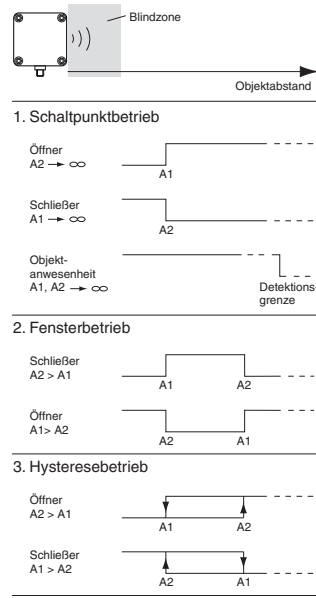 Blindzone
Objektabstand
1. Schaltpunktbetrieb
Öffner
A2 → ∞
A1
Schließer
A1 → ∞
A2
Objekt-
anwesenheit
A1, A2 → ∞
Detektions-
grenze
2. Fensterbetrieb
Schließer
A2 > A1
A1 A2
Öffner
A1> A2
A2 A1
3. Hysteresebetrieb
Öffner
A2 > A1
A1 A2
Schließer
A1 > A2
A2 A1